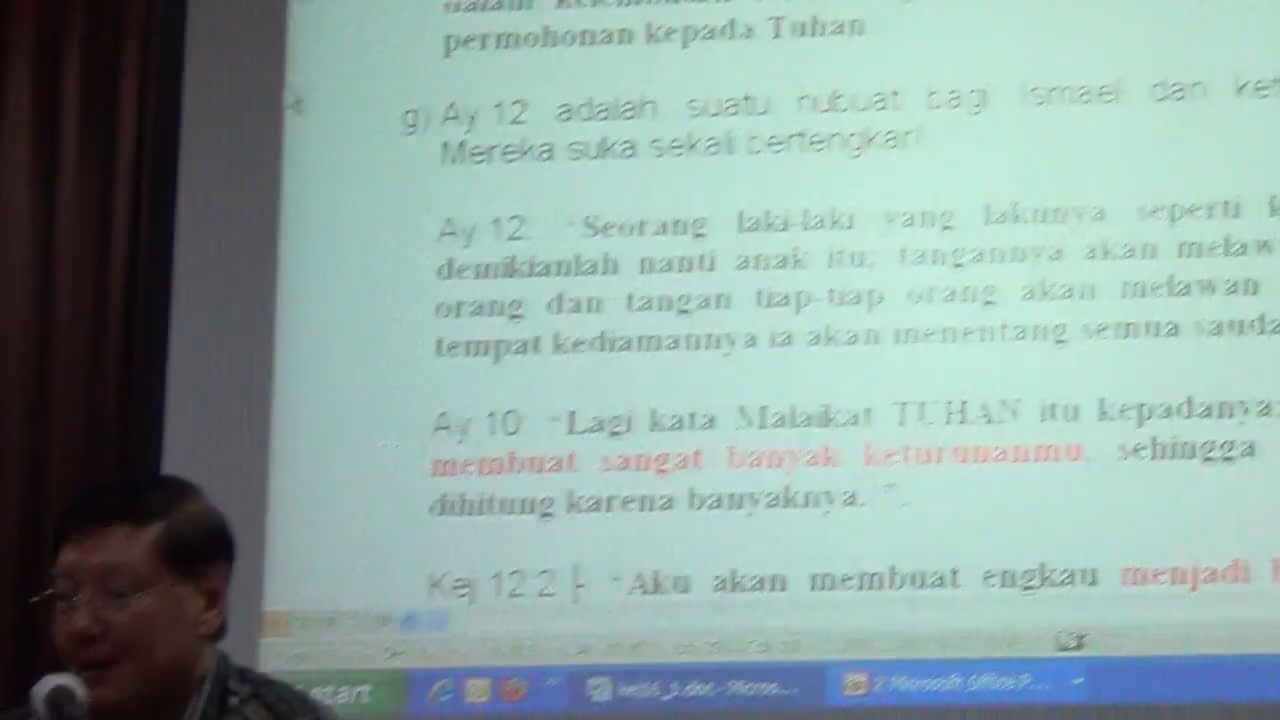 permohonan kepada Tuhan
g) Ay 12 adalah suatu nubuat bagi Ismael dan
Mereka suka sekali bertengkar!
Ay 12: "Seorang laki-laki yang lakunya seperti
demikianlah nanti anak itu; tangannya akan
orang dan tangan tiap-tiap orang akan melawan
tempat kediamannya ia akan menentang semua
Ay 10: "Lagi kata Malaikat TUHAN itu kepadanya:
membuat sangat banyak keturunanmu, sehingga
dihitung karena banyaknya.'".
Kej 12:2 - "Aku akan membuat engkau menjadi
start